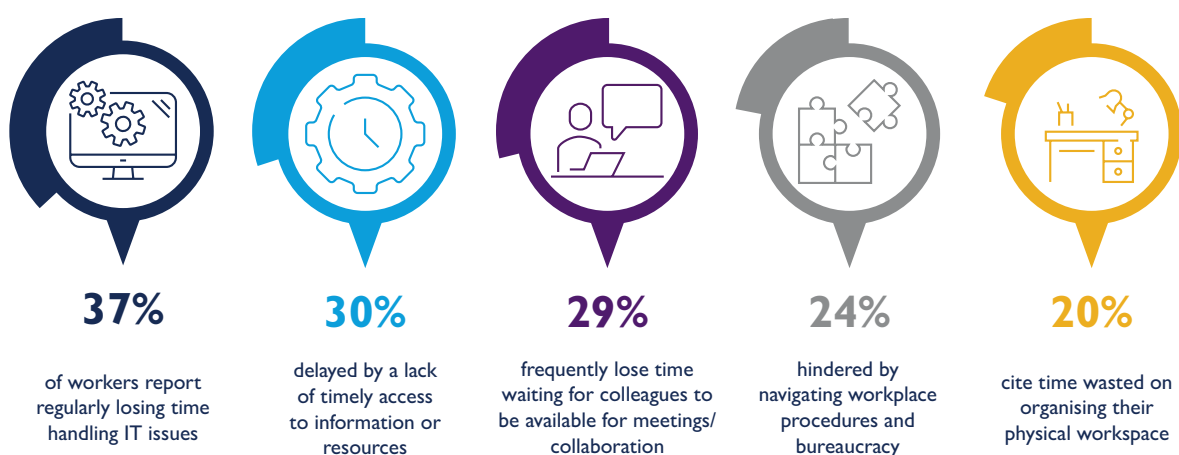 37%
of workers report
regularly losing time
handling IT issues
30%
delayed by a lack
of timely access
to information or
resources
29%
frequently lose time
waiting for colleagues to
be available for meetings/
collaboration
24%
hindered by
navigating workplace
procedures and
bureaucracy
20%
cite time wasted on
organising their
physical workspace